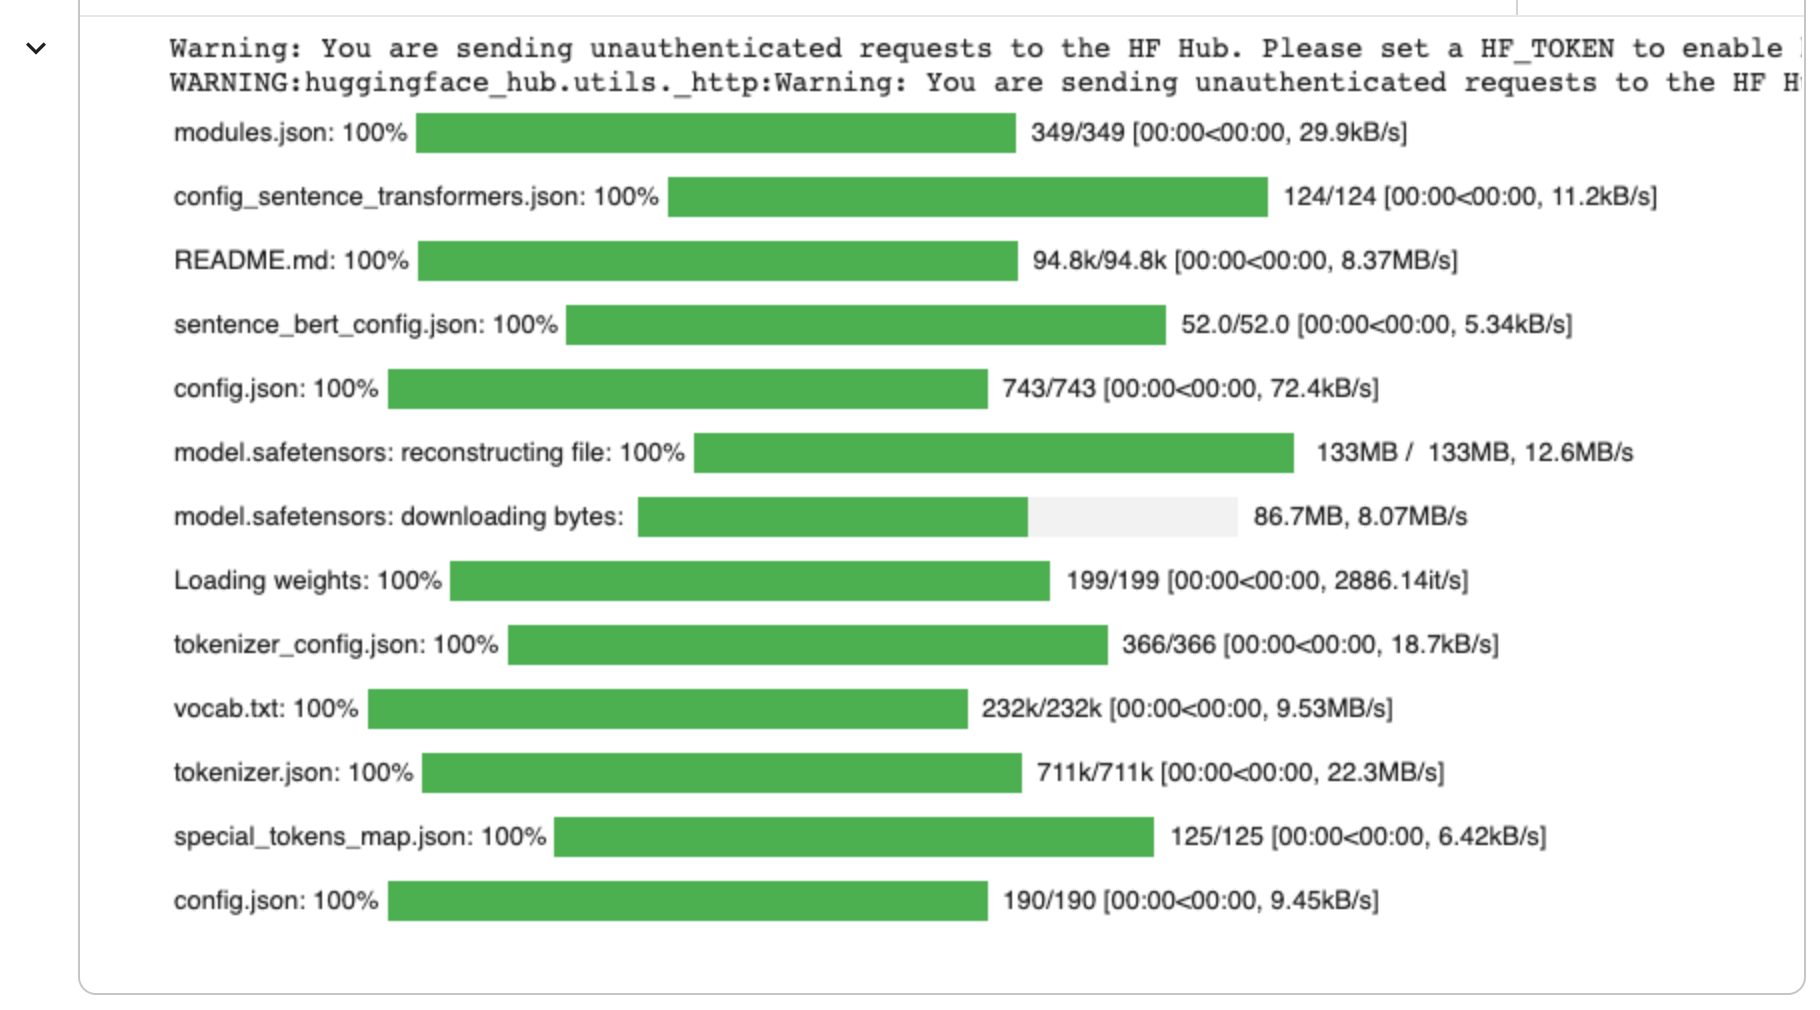 Warning: You are sending unauthenticated requests to the HF Hub. Please set a HF_TOKEN to enable
WARNING:huggingface_hub.utils._http:Warning: You are sending unauthenticated requests to the HF
modules.json: 100% 349/349 [00:00<00:00, 29.9kB/s]
config_sentence_transformers.json: 100% 124/124 [00:00<00:00, 11.2kB/s]
README.md: 100% 94.8k/94.8k [00:00<00:00, 8.37MB/s]
sentence_bert_config.json: 100% 52.0/52.0 [00:00<00:00, 5.34kB/s]
config.json: 100% 743/743 [00:00<00:00, 72.4kB/s]
model.safetensors: reconstructing file: 100% 133MB / 133MB, 12.6MB/s
model.safetensors: downloading bytes: 86.7MB, 8.07MB/s
Loading weights: 100% 199/199 [00:00<00:00, 2886.14it/s]
tokenizer_config.json: 100% 366/366 [00:00<00:00, 18.7kB/s]
vocab.txt: 100% 232k/232k [00:00<00:00, 9.53MB/s]
tokenizer.json: 100% 711k/711k [00:00<00:00, 22.3MB/s]
special_tokens_map.json: 100% 125/125 [00:00<00:00, 6.42kB/s]
config.json: 100% 190/190 [00:00<00:00, 9.45kB/s]